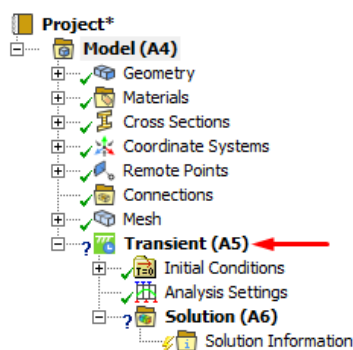 Project*
Model (A4)
Geometry
Materials
Cross Sections
Coordinate Systems
Remote Points
Connections
Mesh
? Transient (A5)
T=0 Initial Conditions
Analysis Settings
? Solution (A6)
i Solution Information